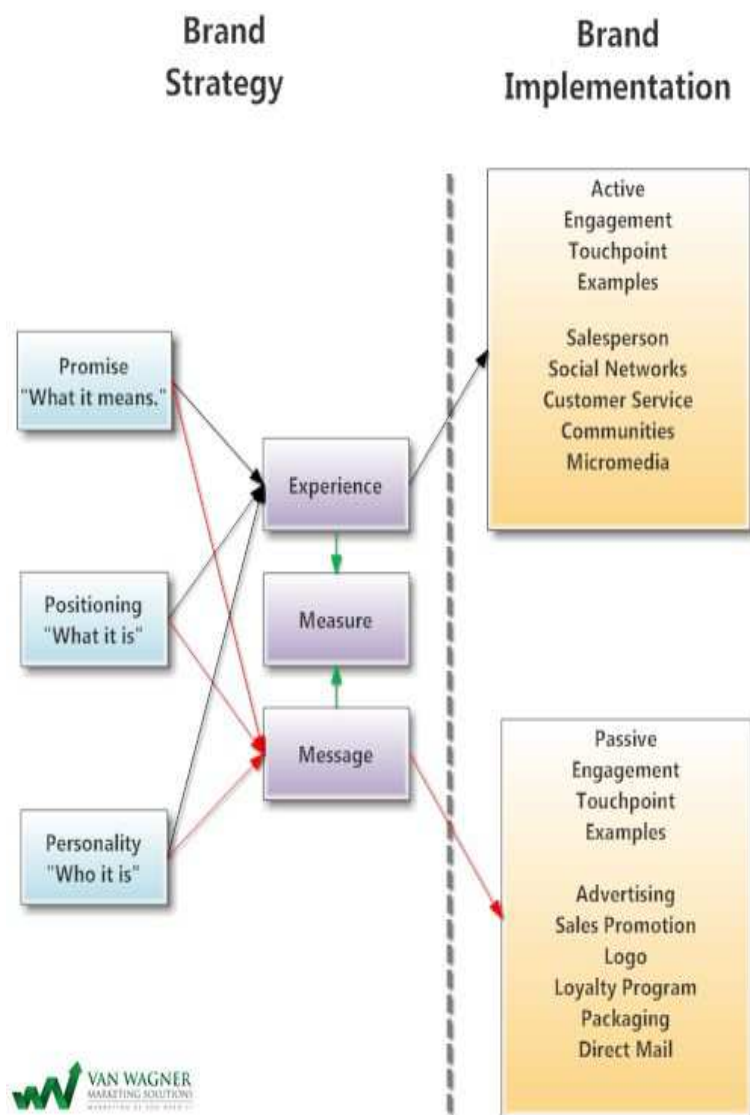 Brand
Strategy
Brand
Implementation
Promise
"What it means."
Positioning
"What it is"
Personality
"Who it is"
Experience
Measure
Message
Active
Engagement
Touchpoint
Examples
Salesperson
Social Networks
Customer Service
Communities
Micromedia
Passive
Engagement
Touchpoint
Examples
Advertising
Sales Promotion
Logo
Loyalty Program
Packaging
Direct Mail
VAN WAGNER
MARKETING SOLUTIONS